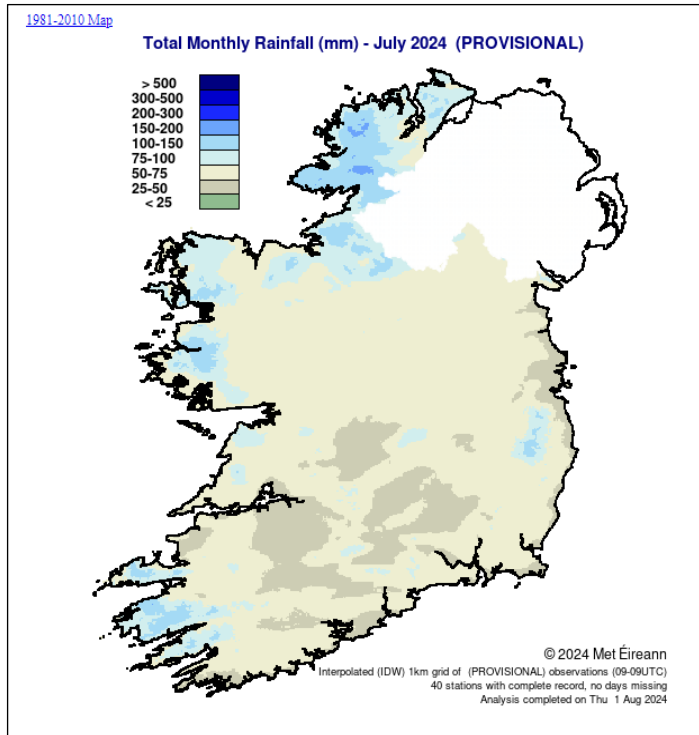 1981-2010 Map
Total Monthly Rainfall (mm) - July 2024 (PROVISIONAL)
> 500
300-500
200-300
150-200
100-150
75-100
50-75
25-50
< 25
© 2024 Met Éireann
Interpolated (IDW) 1km grid of (PROVISIONAL) observations (09-09UTC)
40 stations with complete record, no days missing
Analysis completed on Thu 1 Aug 2024